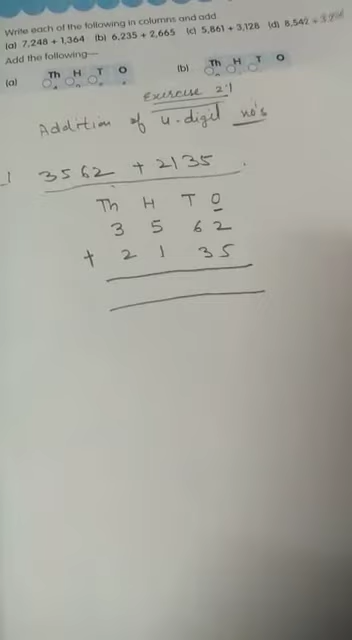 Write each of the following in columns and add.
(a) 7,248 + 1,364 (b) 6,235 + 2,665 (c) 5,861 + 3,128 (d) 8,542 +
Add the following—
(a) Th H T O (b) Th H T O
Exercise 2.1
Addition of 4-digit no's
1 3562 + 2135
Th H T O
3 5 6 2
+ 2 1 3 5